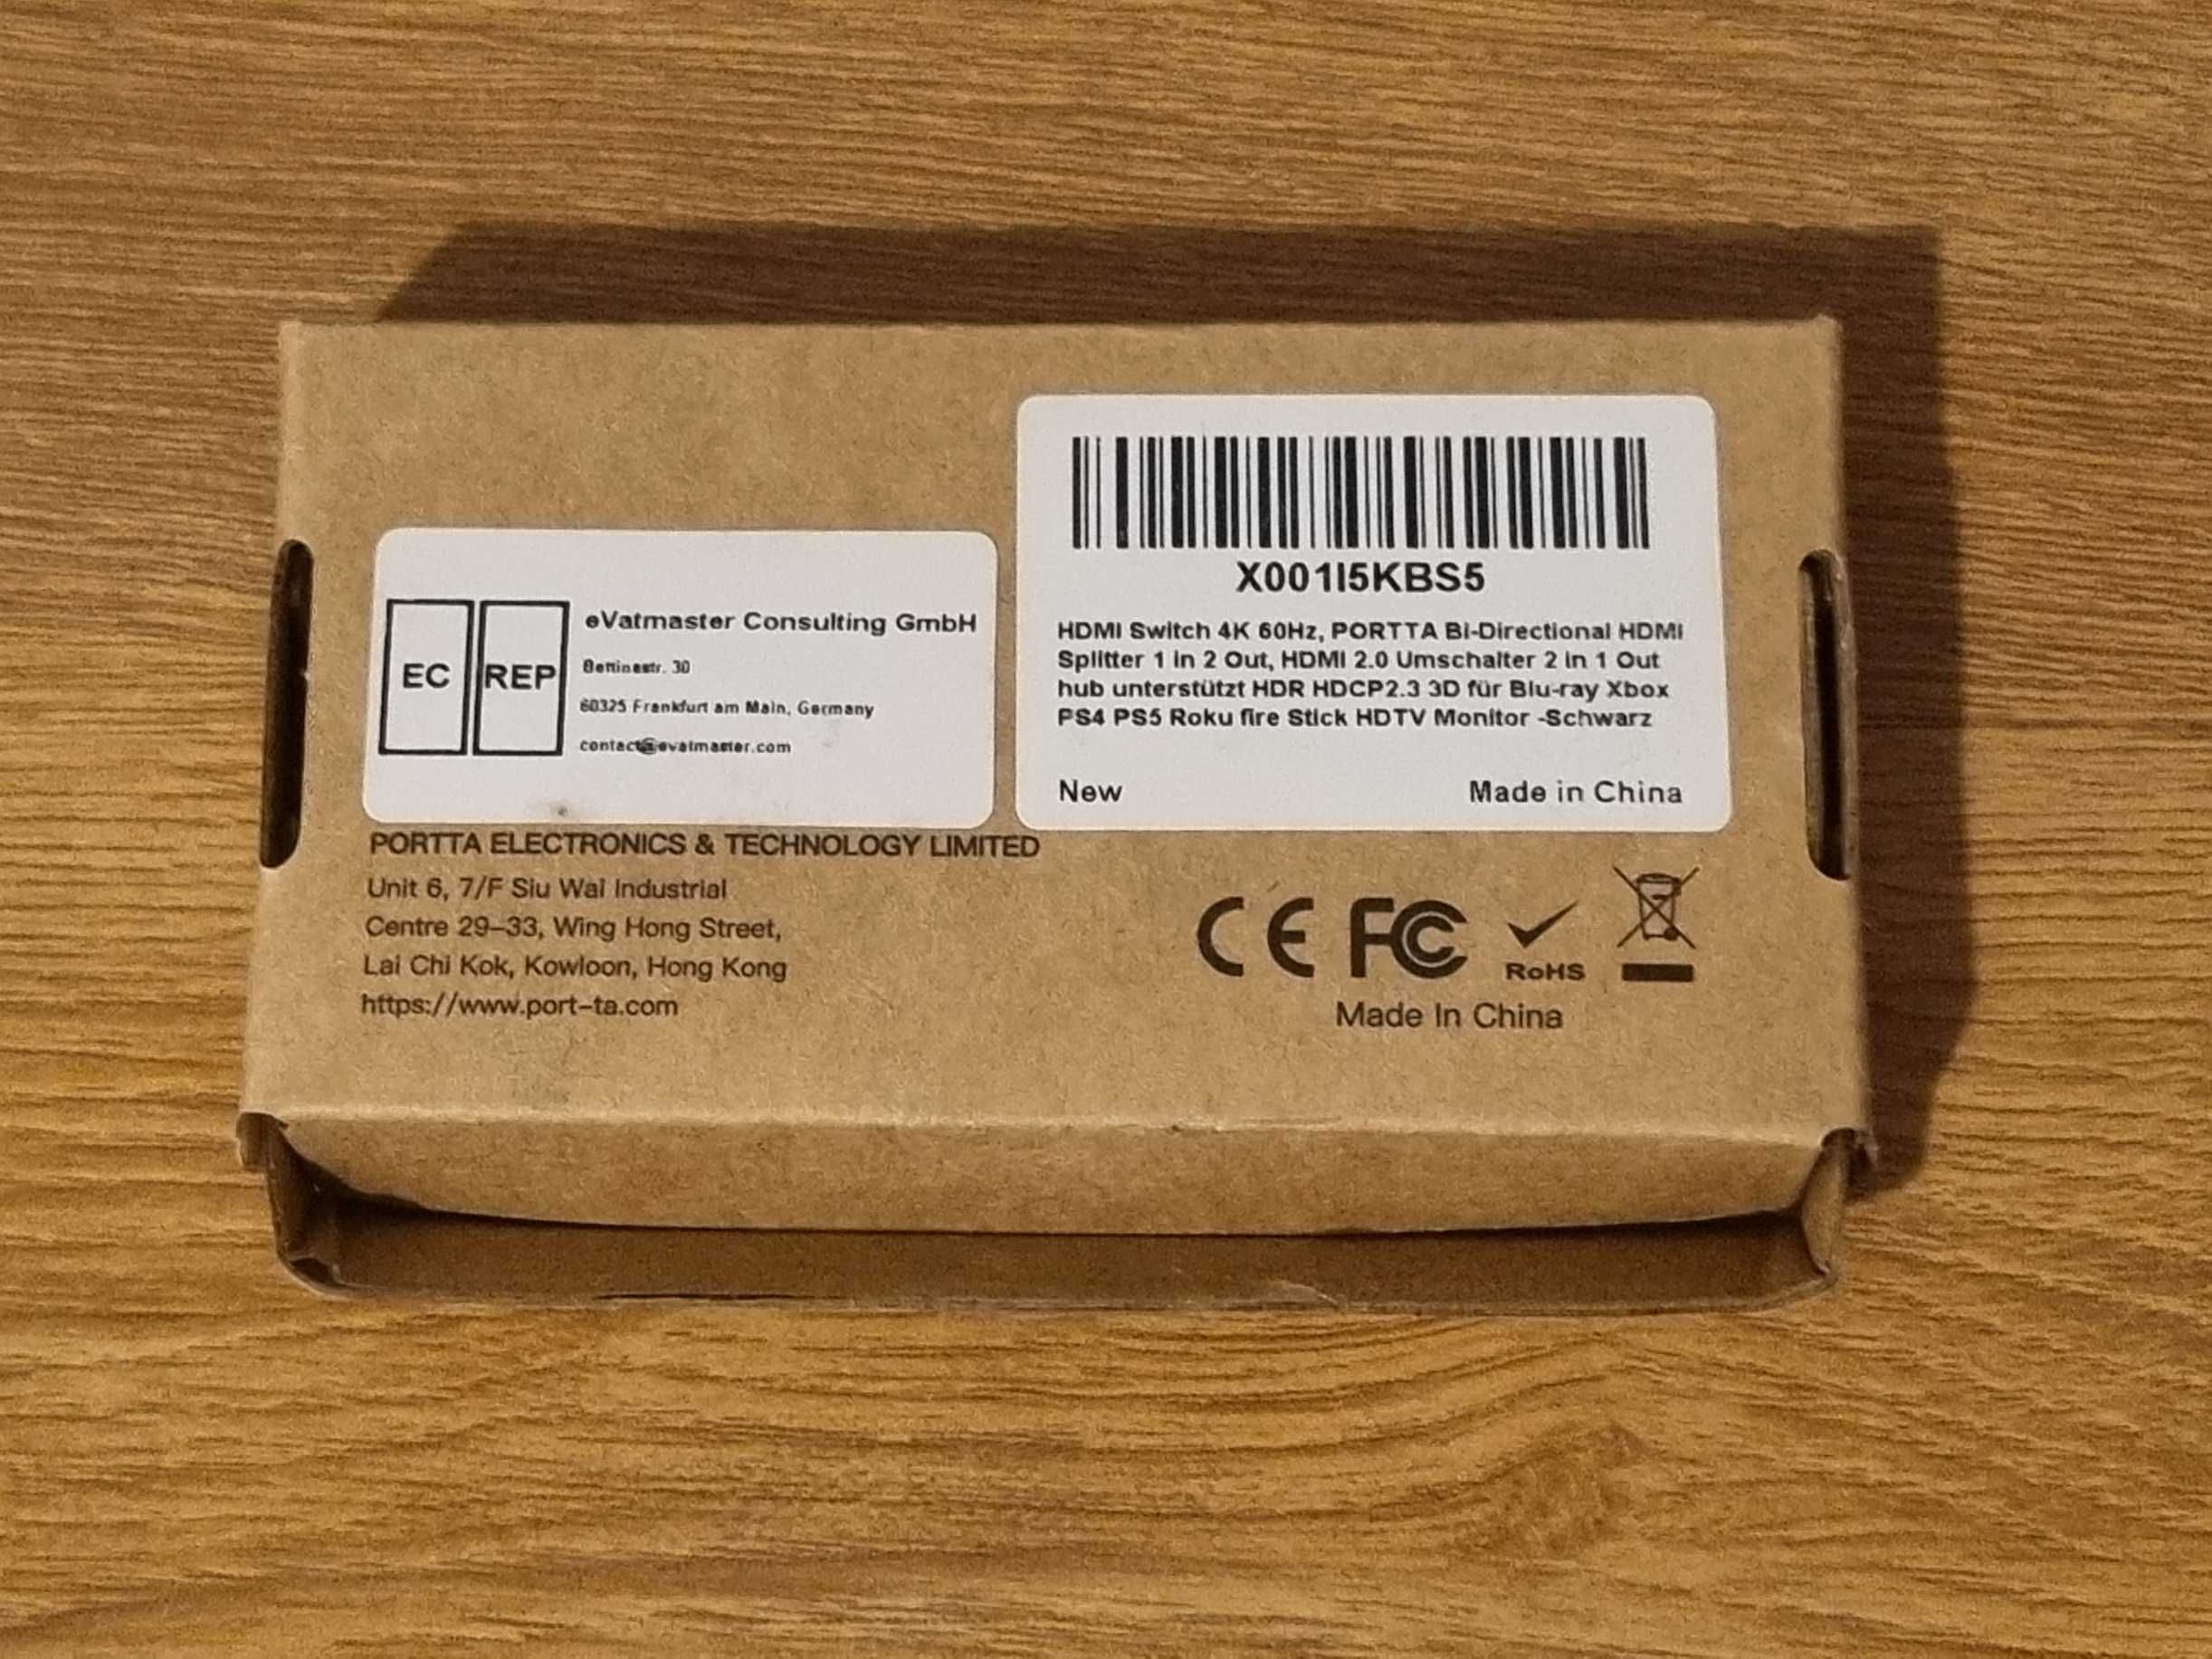 X001I5KBS5
HDMI Switch 4K 60Hz, PORTTA Bi-Directional HDMI
Splitter 1 in 2 Out, HDMI 2.0 Umschalter 2 in 1 Out
hub unterstützt HDR HDCP2.3 3D für Blu-ray Xbox
PS4 PS5 Roku fire Stick HDTV Monitor -Schwarz
New
Made in China
EC REP
eVatmaster Consulting GmbH
Bettinastr. 30
60325 Frankfurt am Main, Germany
contact@evatmaster.com
PORTTA ELECTRONICS & TECHNOLOGY LIMITED
Unit 6, 7/F Siu Wai Industrial
Centre 29–33, Wing Hong Street,
Lai Chi Kok, Kowloon, Hong Kong
https://www.port-ta.com
CE FC
RoHS
Made In China